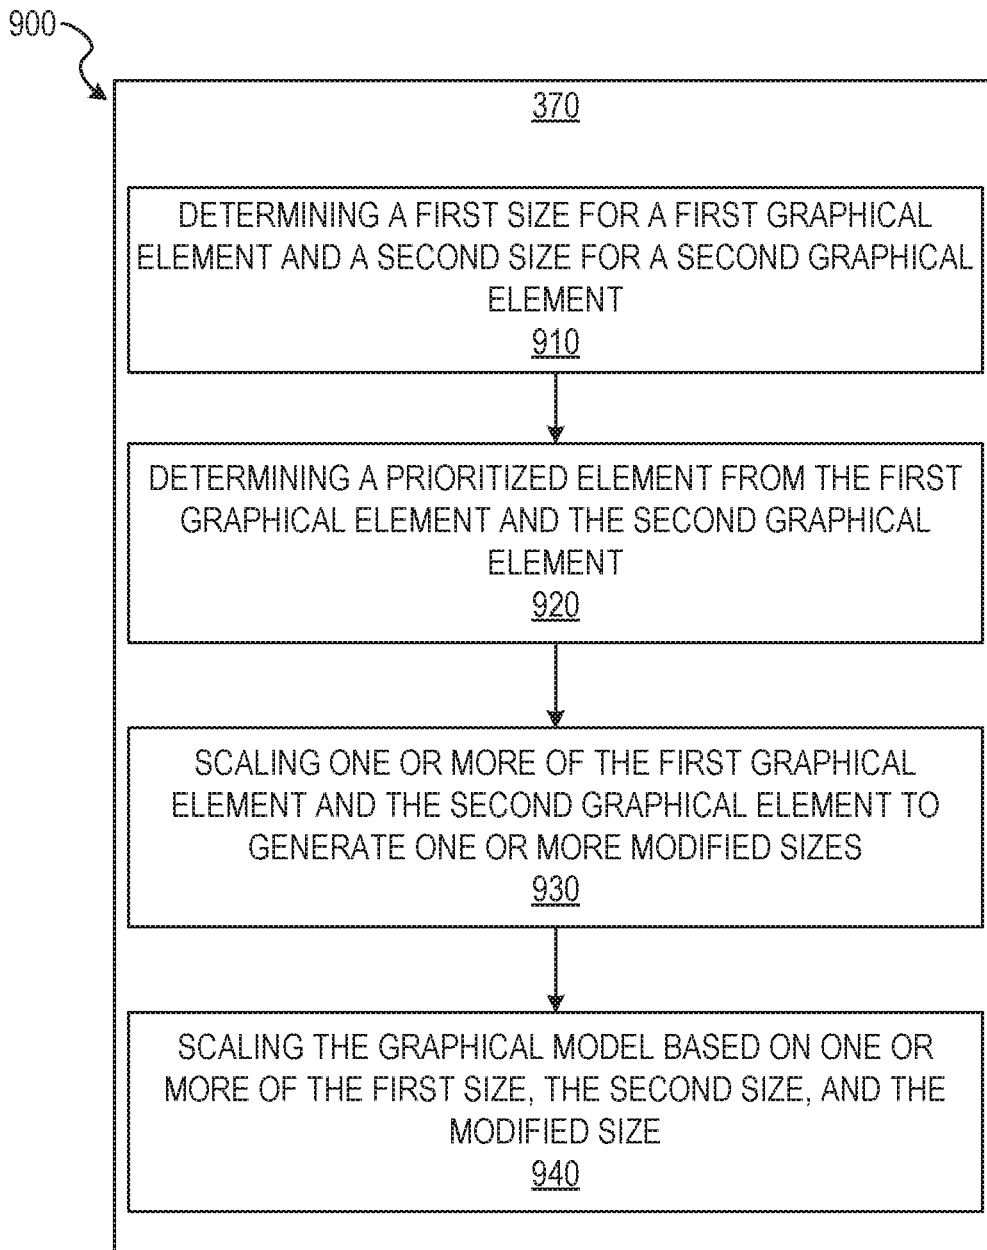 900
370
DETERMINING A FIRST SIZE FOR A FIRST GRAPHICAL
ELEMENT AND A SECOND SIZE FOR A SECOND GRAPHICAL
ELEMENT
910
DETERMINING A PRIORITIZED ELEMENT FROM THE FIRST
GRAPHICAL ELEMENT AND THE SECOND GRAPHICAL
ELEMENT
920
SCALING ONE OR MORE OF THE FIRST GRAPHICAL
ELEMENT AND THE SECOND GRAPHICAL ELEMENT TO
GENERATE ONE OR MORE MODIFIED SIZES
930
SCALING THE GRAPHICAL MODEL BASED ON ONE OR
MORE OF THE FIRST SIZE, THE SECOND SIZE, AND THE
MODIFIED SIZE
940